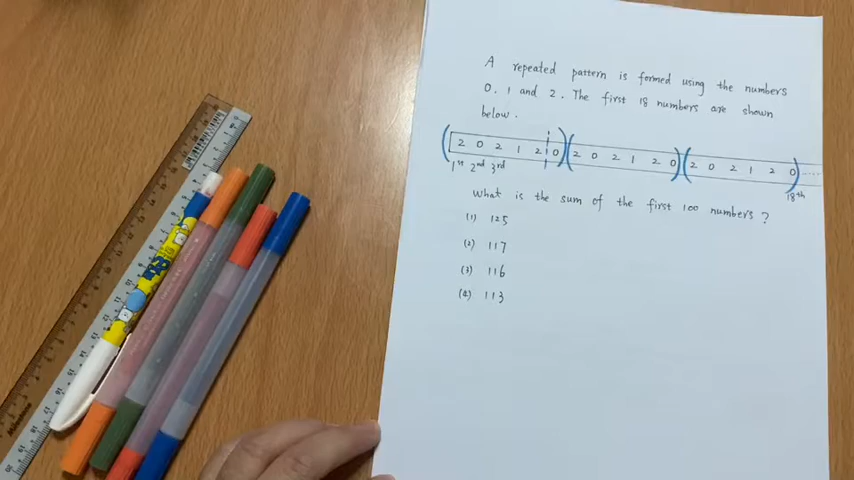 A repeated pattern is formed using the numbers
0, 1 and 2. The first 18 numbers are shown
below.
(2 0 2 1 2 0)(2 0 2 1 2 0)(2 0 2 1 2 0).....
1st 2nd 3rd 18th
What is the sum of the first 100 numbers?
(1) 125
(2) 117
(3) 116
(4) 113